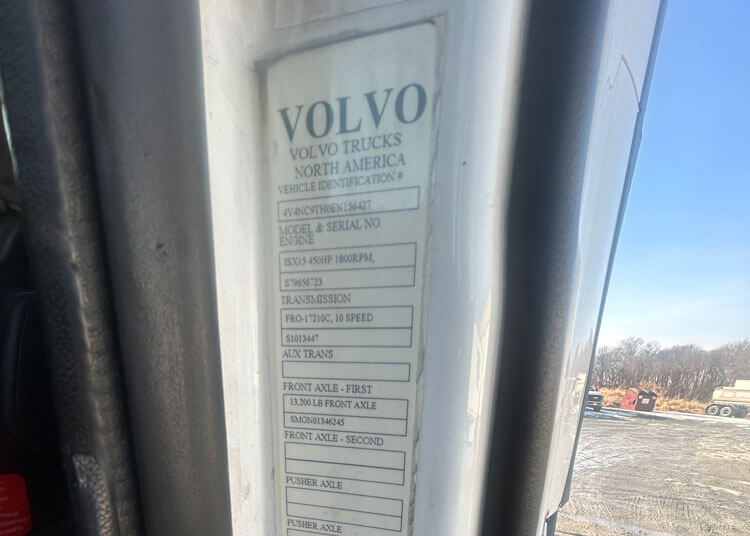 VOLVO
VOLVO TRUCKS
NORTH AMERICA
VEHICLE IDENTIFICATION #
4V4NC9TH0EN156427
MODEL & SERIAL NO
ENGINE
ISX15 450HP 1800RPM,
S79656723
TRANSMISSION
FRO-17210C, 10 SPEED
S1013447
AUX TRANS
FRONT AXLE - FIRST
13,200 LB FRONT AXLE
SMON01346245
FRONT AXLE - SECOND
PUSHER AXLE
PUSHER AXLE